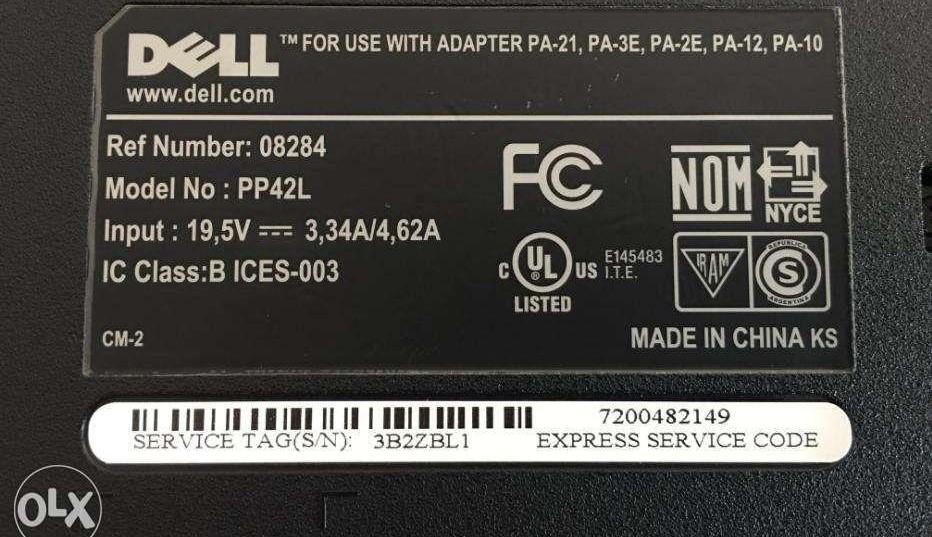 DELL™ FOR USE WITH ADAPTER PA-21, PA-3E, PA-2E, PA-12, PA-10
www.dell.com
Ref Number: 08284
Model No : PP42L
Input : 19,5V ⎓ 3,34A/4,62A
IC Class:B ICES-003
FC
NOM
NYCE
C UL ® US E145483
I.T.E.
LISTED
IRAM
REPUBLICA
S
ARGENTINA
CM-2
MADE IN CHINA KS
7200482149
SERVICE TAG(S/N): 3B2ZBL1 EXPRESS SERVICE CODE
OLX